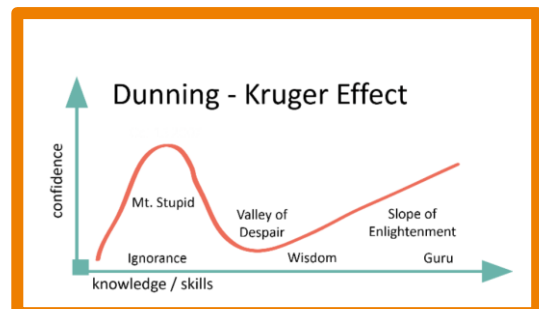 Dunning - Kruger Effect
confidence
Mt. Stupid
Valley of
Despair
Slope of
Enlightenment
Ignorance
Wisdom
Guru
knowledge / skills